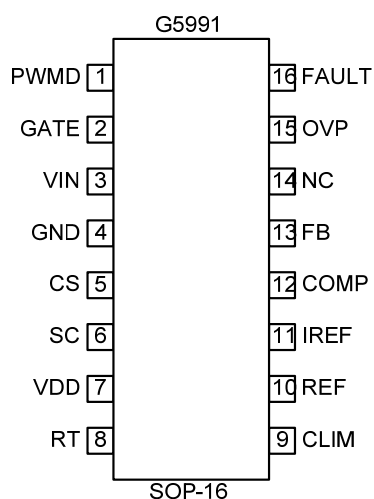 G5991
PWMD 1 16 FAULT
GATE 2 15 OVP
VIN 3 14 NC
GND 4 13 FB
CS 5 12 COMP
SC 6 11 IREF
VDD 7 10 REF
RT 8 9 CLIM
SOP-16